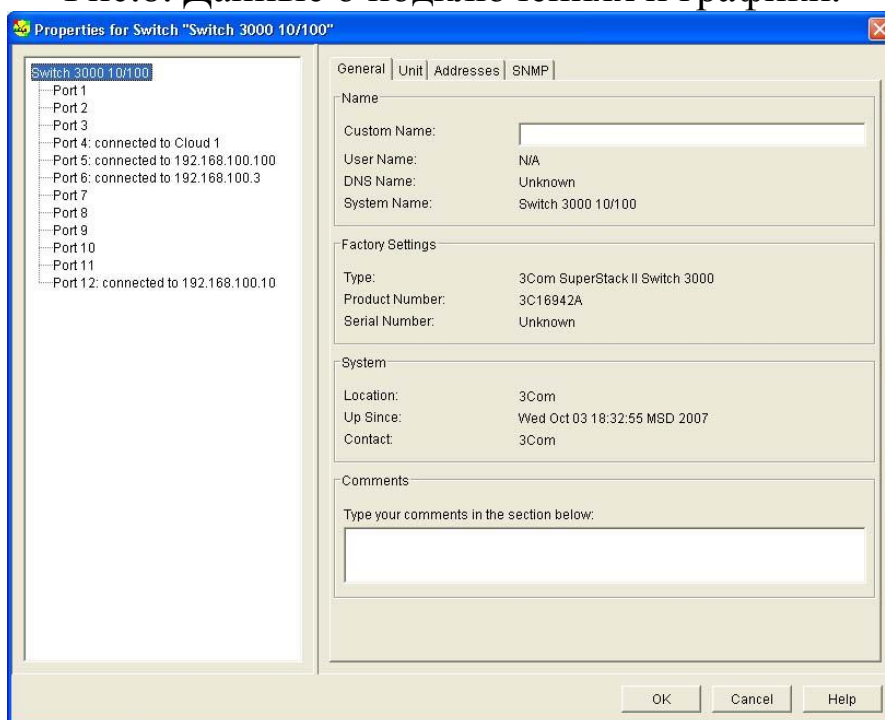 Рис.6. Данные о подключениях и трафика.
Properties for Switch "Switch 3000 10/100"
Switch 3000 10/100
Port 1
Port 2
Port 3
Port 4: connected to Cloud 1
Port 5: connected to 192.168.100.100
Port 6: connected to 192.168.100.3
Port 7
Port 8
Port 9
Port 10
Port 11
Port 12: connected to 192.168.100.10
General Unit Addresses SNMP
Name
Custom Name:
User Name: N/A
DNS Name: Unknown
System Name: Switch 3000 10/100
Factory Settings
Type: 3Com SuperStack II Switch 3000
Product Number: 3C16942A
Serial Number: Unknown
System
Location: 3Com
Up Since: Wed Oct 03 18:32:55 MSD 2007
Contact: 3Com
Comments
Type your comments in the section below:
OK Cancel Help